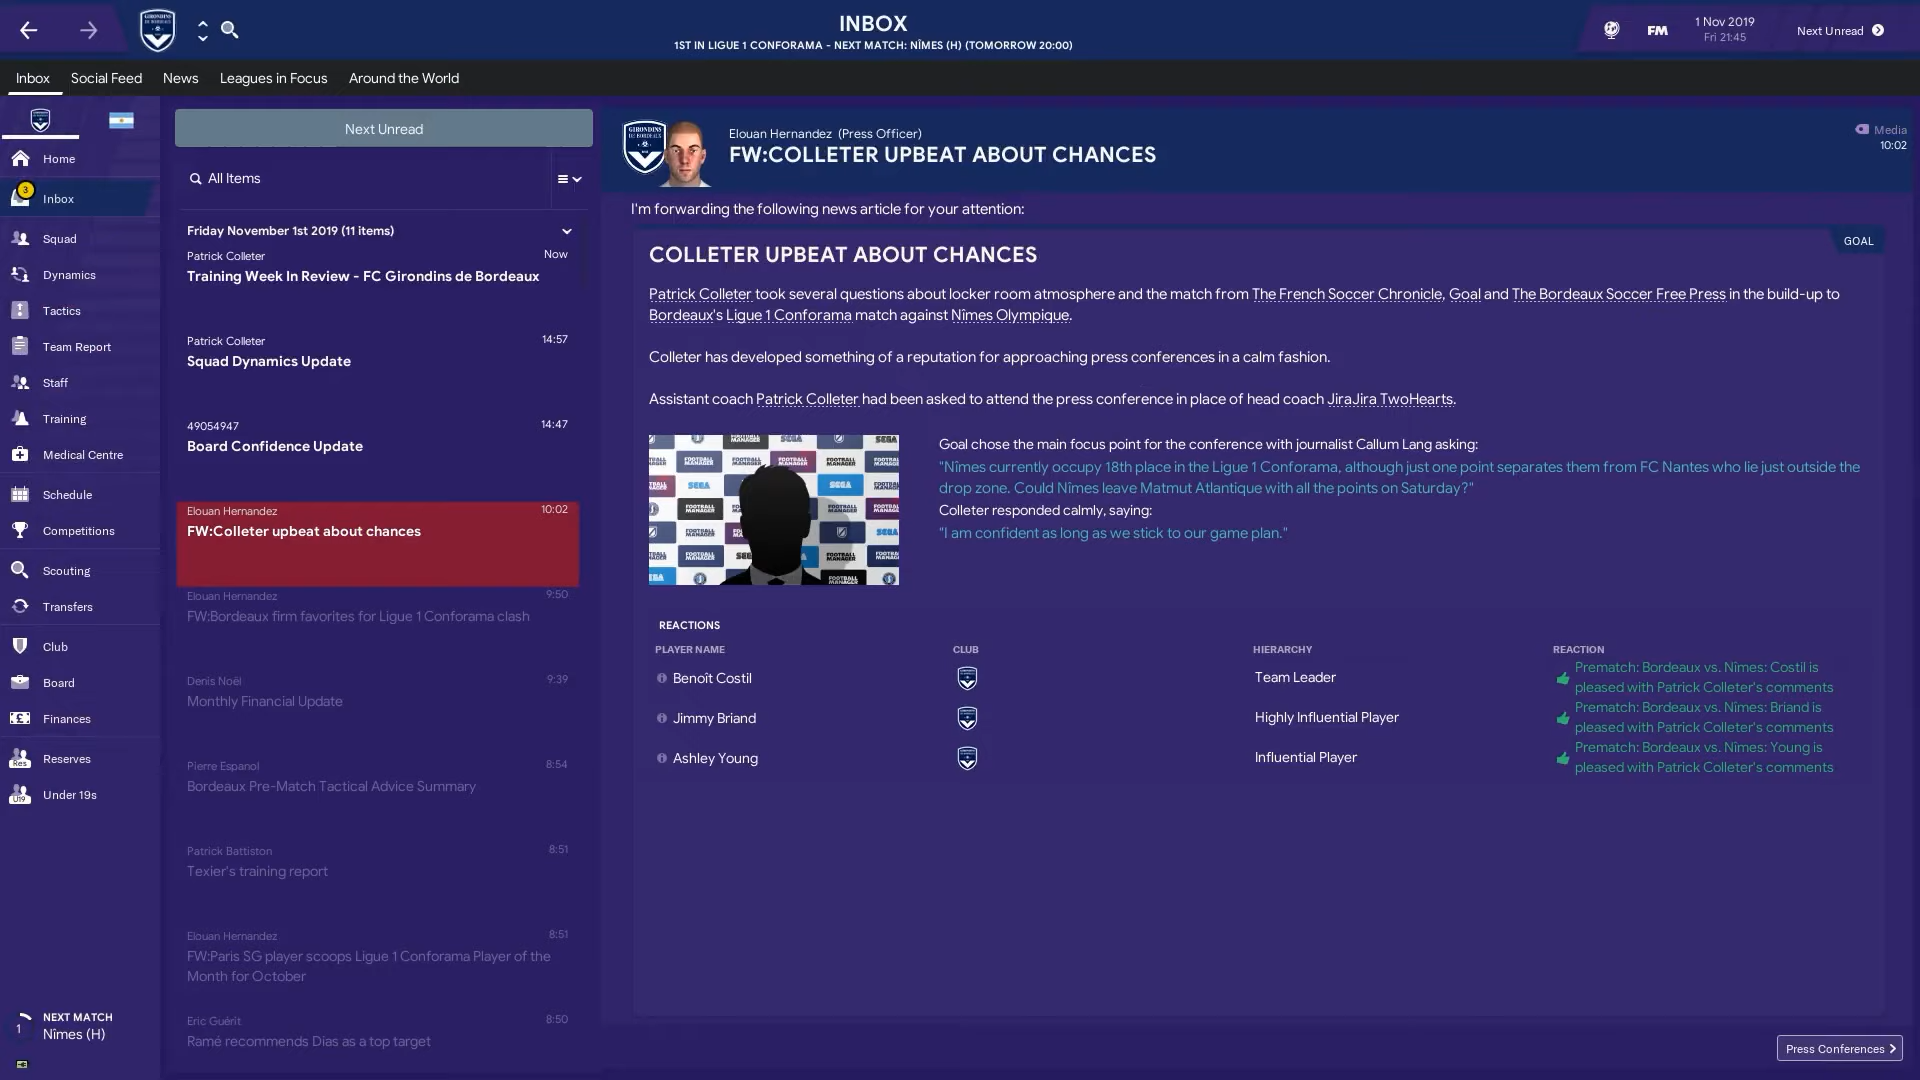 INBOX
1ST IN LIGUE 1 CONFORAMA - NEXT MATCH: NÎMES (H) (TOMORROW 20:00)
FM
1 Nov 2019
Fri 21:45
Next Unread
Inbox
Social Feed
News
Leagues in Focus
Around the World
Home
3
Inbox
Squad
Dynamics
Tactics
Team Report
Staff
Training
Medical Centre
Schedule
Competitions
Scouting
Transfers
Club
Board
Finances
Res
Reserves
U19
Under 19s
1
NEXT MATCH
Nîmes (H)
Next Unread
All Items
Friday November 1st 2019 (11 items)
Patrick Colleter
Now
Training Week In Review - FC Girondins de Bordeaux
Patrick Colleter
14:57
Squad Dynamics Update
49054947
14:47
Board Confidence Update
Elouan Hernandez
10:02
FW:Colleter upbeat about chances
Elouan Hernandez
9:50
FW:Bordeaux firm favorites for Ligue 1 Conforama clash
Denis Noël
9:39
Monthly Financial Update
Pierre Espanol
8:54
Bordeaux Pre-Match Tactical Advice Summary
Patrick Battiston
8:51
Texier's training report
Elouan Hernandez
8:51
FW:Paris SG player scoops Ligue 1 Conforama Player of the
Month for October
Eric Guérit
8:50
Ramé recommends Dias as a top target
GIRONDINS
DE BORDEAUX
Elouan Hernandez (Press Officer)
FW:COLLETER UPBEAT ABOUT CHANCES
Media
10:02
I'm forwarding the following news article for your attention:
GOAL
COLLETER UPBEAT ABOUT CHANCES
Patrick Colleter took several questions about locker room atmosphere and the match from The French Soccer Chronicle, Goal and The Bordeaux Soccer Free Press in the build-up to
Bordeaux's Ligue 1 Conforama match against Nîmes Olympique.
Colleter has developed something of a reputation for approaching press conferences in a calm fashion.
Assistant coach Patrick Colleter had been asked to attend the press conference in place of head coach JiraJira TwoHearts.
FOOTBALL MANAGER
SEGA
Goal chose the main focus point for the conference with journalist Callum Lang asking:
"Nîmes currently occupy 18th place in the Ligue 1 Conforama, although just one point separates them from FC Nantes who lie just outside the
drop zone. Could Nîmes leave Matmut Atlantique with all the points on Saturday?"
Colleter responded calmly, saying:
"I am confident as long as we stick to our game plan."
REACTIONS
PLAYER NAME
CLUB
HIERARCHY
REACTION
Benoît Costil
Team Leader
Prematch: Bordeaux vs. Nîmes: Costil is
pleased with Patrick Colleter's comments
Jimmy Briand
Highly Influential Player
Prematch: Bordeaux vs. Nîmes: Briand is
pleased with Patrick Colleter's comments
Ashley Young
Influential Player
Prematch: Bordeaux vs. Nîmes: Young is
pleased with Patrick Colleter's comments
Press Conferences